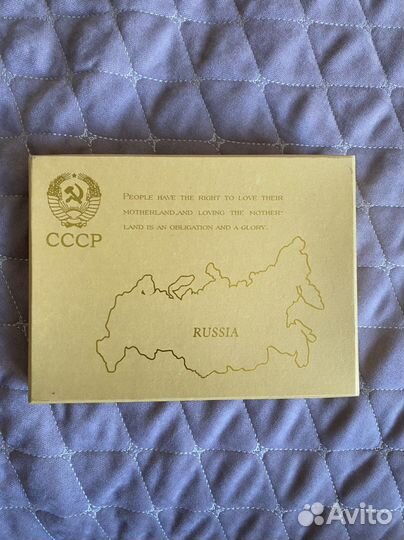 PEOPLE HAVE THE RIGHT TO LOVE THEIR
MOTHERLAND,AND LOVING THE MOTHER-
LAND IS AN OBLIGATION AND A GLORY.
СССР
RUSSIA
Avito